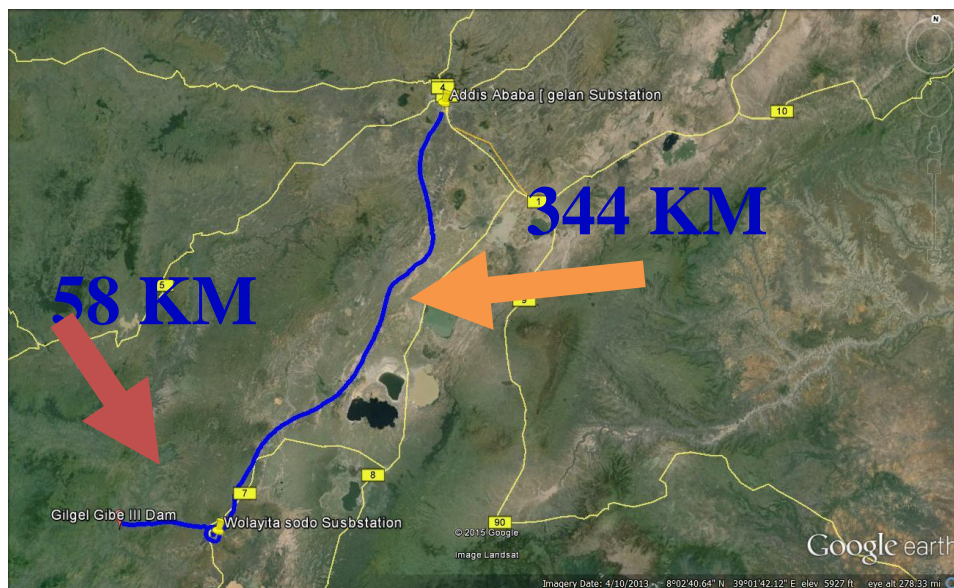 N
4
Addis Ababa [ gelan Substation
10
1
344 KM
5
58 KM
9
8
7
Gilgel Gibe III Dam
Wolayita sodo Susbstation
90
© 2015 Google
Image Landsat
Google earth
Imagery Date: 4/10/2013 8°02'40.64" N 39°01'42.12" E elev 5927 ft eye alt 278.33 mi